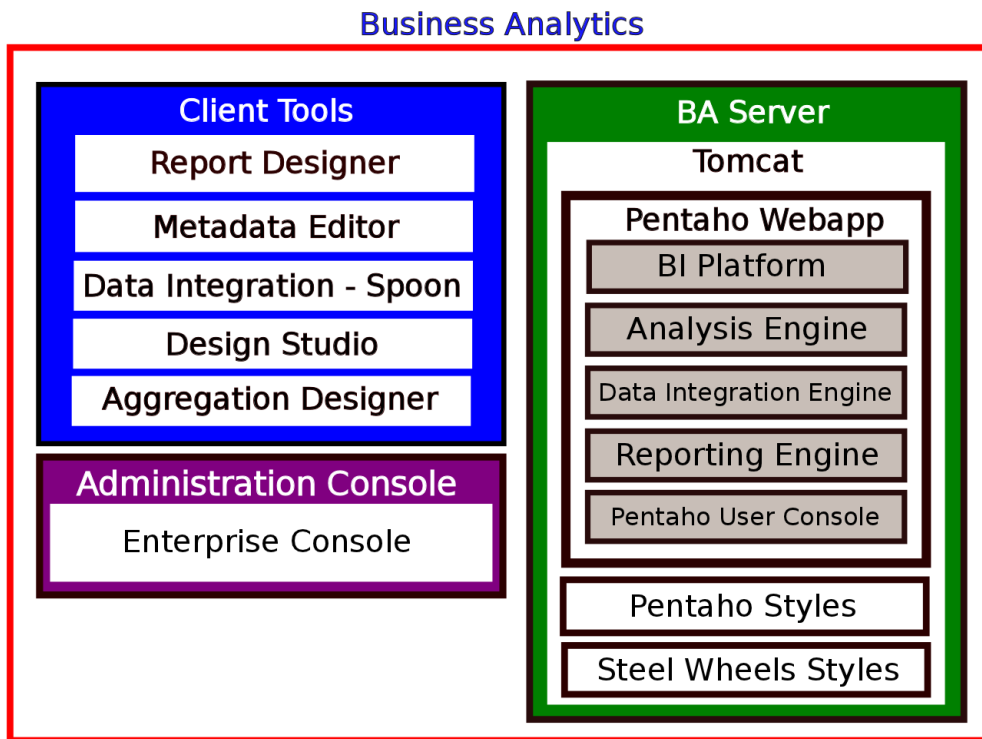 Business Analytics
Client Tools
Report Designer
Metadata Editor
Data Integration - Spoon
Design Studio
Aggregation Designer
Administration Console
Enterprise Console
BA Server
Tomcat
Pentaho Webapp
BI Platform
Analysis Engine
Data Integration Engine
Reporting Engine
Pentaho User Console
Pentaho Styles
Steel Wheels Styles